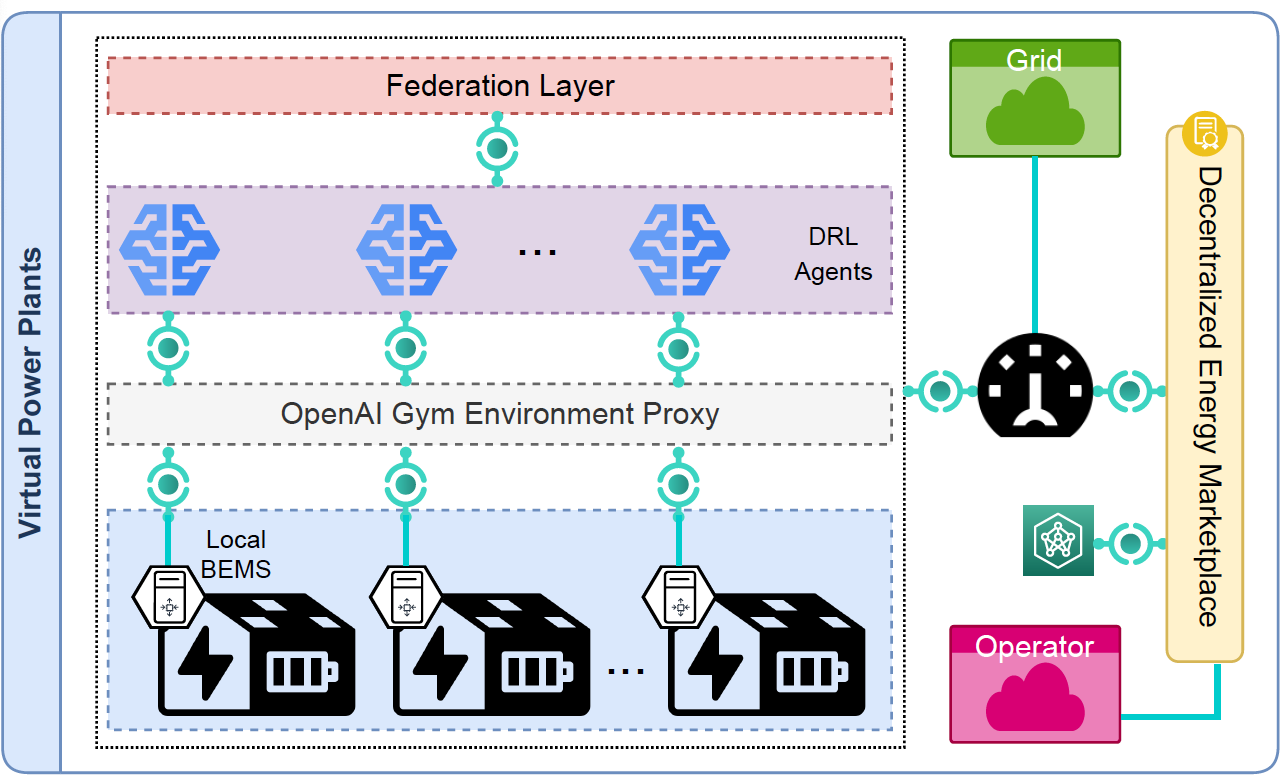 Virtual Power Plants
Federation Layer
DRL
Agents
...
OpenAI Gym Environment Proxy
Local
BEMS
...
Grid
Decentralized Energy Marketplace
Operator